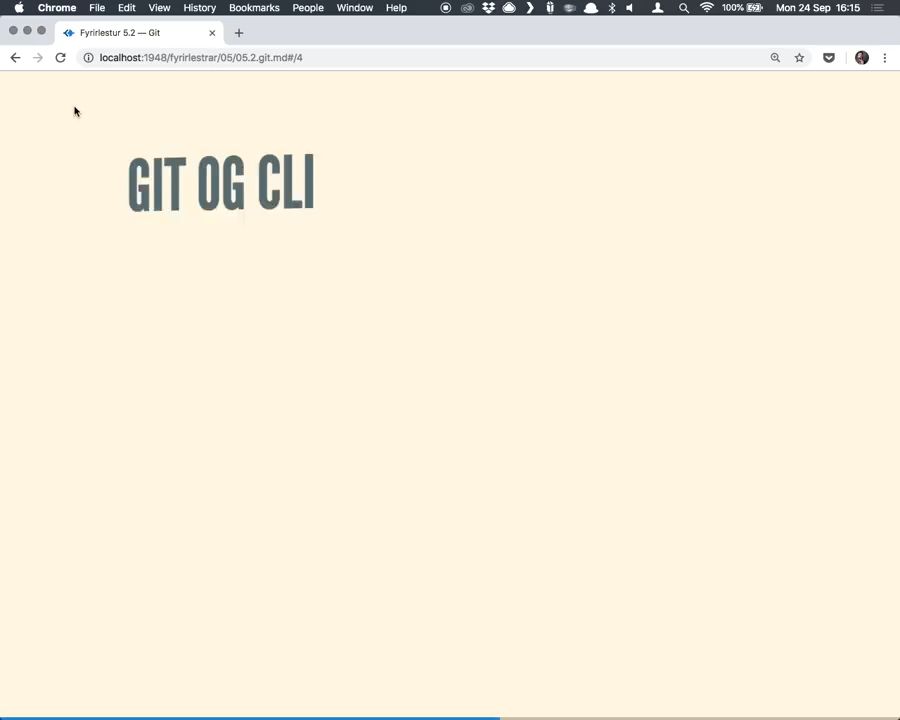 Chrome File Edit View History Bookmarks People Window Help 100% Mon 24 Sep 16:15
Fyrirlestur 5.2 — Git
localhost:1948/fyrirlestrar/05/05.2.git.md#/4
GIT OG CLI